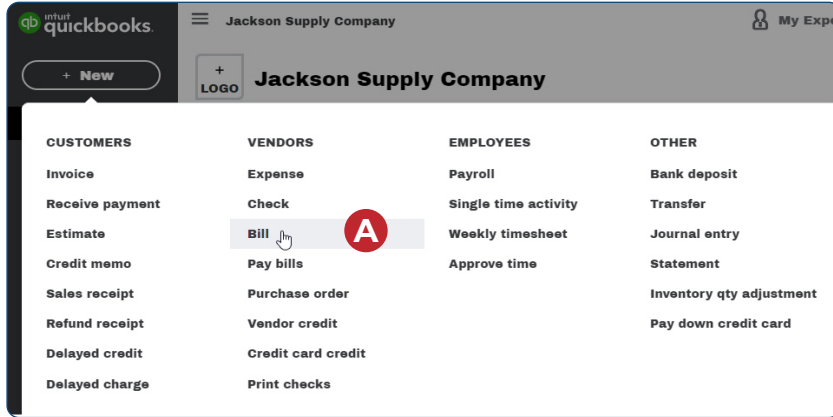 intuit
qb quickbooks.
Jackson Supply Company
My Expe
+ New
+
LOGO
Jackson Supply Company
CUSTOMERS
Invoice
Receive payment
Estimate
Credit memo
Sales receipt
Refund receipt
Delayed credit
Delayed charge
VENDORS
Expense
Check
Bill
A
Pay bills
Purchase order
Vendor credit
Credit card credit
Print checks
EMPLOYEES
Payroll
Single time activity
Weekly timesheet
Approve time
OTHER
Bank deposit
Transfer
Journal entry
Statement
Inventory qty adjustment
Pay down credit card